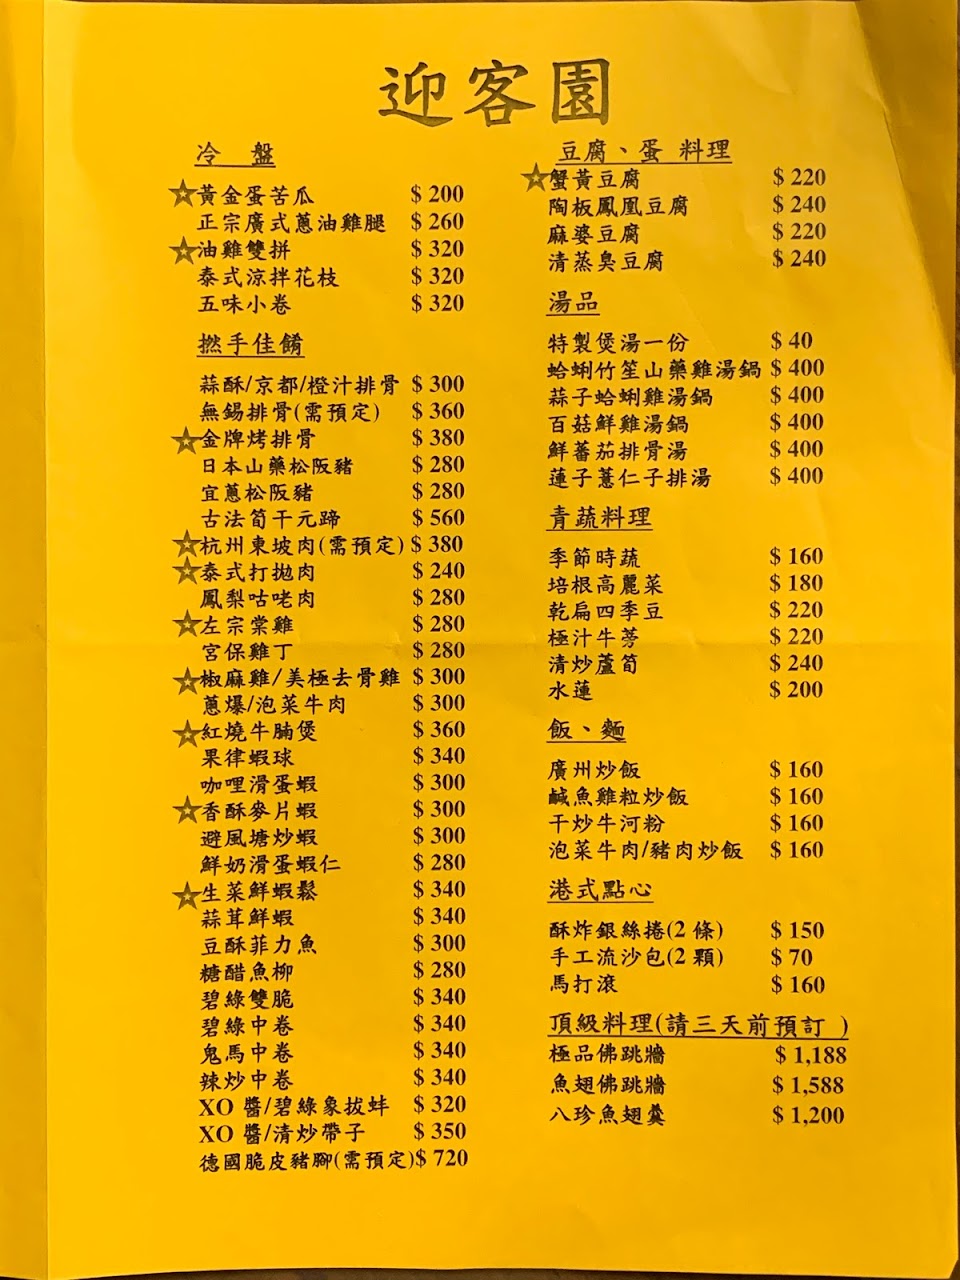 迎客園
冷 盤
☆黃金蛋苦瓜 $ 200
正宗廣式蔥油雞腿 $ 260
☆油雞雙拼 $ 320
泰式涼拌花枝 $ 320
五味小卷 $ 320
撚手佳餚
蒜酥/京都/橙汁排骨 $ 300
無錫排骨(需預定) $ 360
☆金牌烤排骨 $ 380
日本山藥松阪豬 $ 280
宜蔥松阪豬 $ 280
古法筍干元蹄 $ 560
☆杭州東坡肉(需預定) $ 380
☆泰式打拋肉 $ 240
鳳梨咕咾肉 $ 280
☆左宗棠雞 $ 280
宮保雞丁 $ 280
☆椒麻雞/美極去骨雞 $ 300
蔥爆/泡菜牛肉 $ 300
☆紅燒牛腩煲 $ 360
果律蝦球 $ 340
咖哩滑蛋蝦 $ 300
☆香酥麥片蝦 $ 300
避風塘炒蝦 $ 300
鮮奶滑蛋蝦仁 $ 280
☆生菜鮮蝦鬆 $ 340
蒜茸鮮蝦 $ 340
豆酥菲力魚 $ 300
糖醋魚柳 $ 280
碧綠雙脆 $ 340
碧綠中卷 $ 340
鬼馬中卷 $ 340
辣炒中卷 $ 340
XO 醬/碧綠象拔蚌 $ 320
XO 醬/清炒帶子 $ 350
德國脆皮豬腳(需預定)$ 720
豆腐、蛋 料理
☆蟹黃豆腐 $ 220
陶板鳳凰豆腐 $ 240
麻婆豆腐 $ 220
清蒸臭豆腐 $ 240
湯品
特製煲湯一份 $ 40
蛤蜊竹笙山藥雞湯鍋 $ 400
蒜子蛤蜊雞湯鍋 $ 400
百菇鮮雞湯鍋 $ 400
鮮蕃茄排骨湯 $ 400
蓮子薏仁子排湯 $ 400
青蔬料理
季節時蔬 $ 160
培根高麗菜 $ 180
乾扁四季豆 $ 220
極汁牛蒡 $ 220
清炒蘆筍 $ 240
水蓮 $ 200
飯、麵
廣州炒飯 $ 160
鹹魚雞粒炒飯 $ 160
干炒牛河粉 $ 160
泡菜牛肉/豬肉炒飯 $ 160
港式點心
酥炸銀絲捲(2 條) $ 150
手工流沙包(2 顆) $ 70
馬打滾 $ 160
頂級料理(請三天前預訂 )
極品佛跳牆 $ 1,188
魚翅佛跳牆 $ 1,588
八珍魚翅羹 $ 1,200